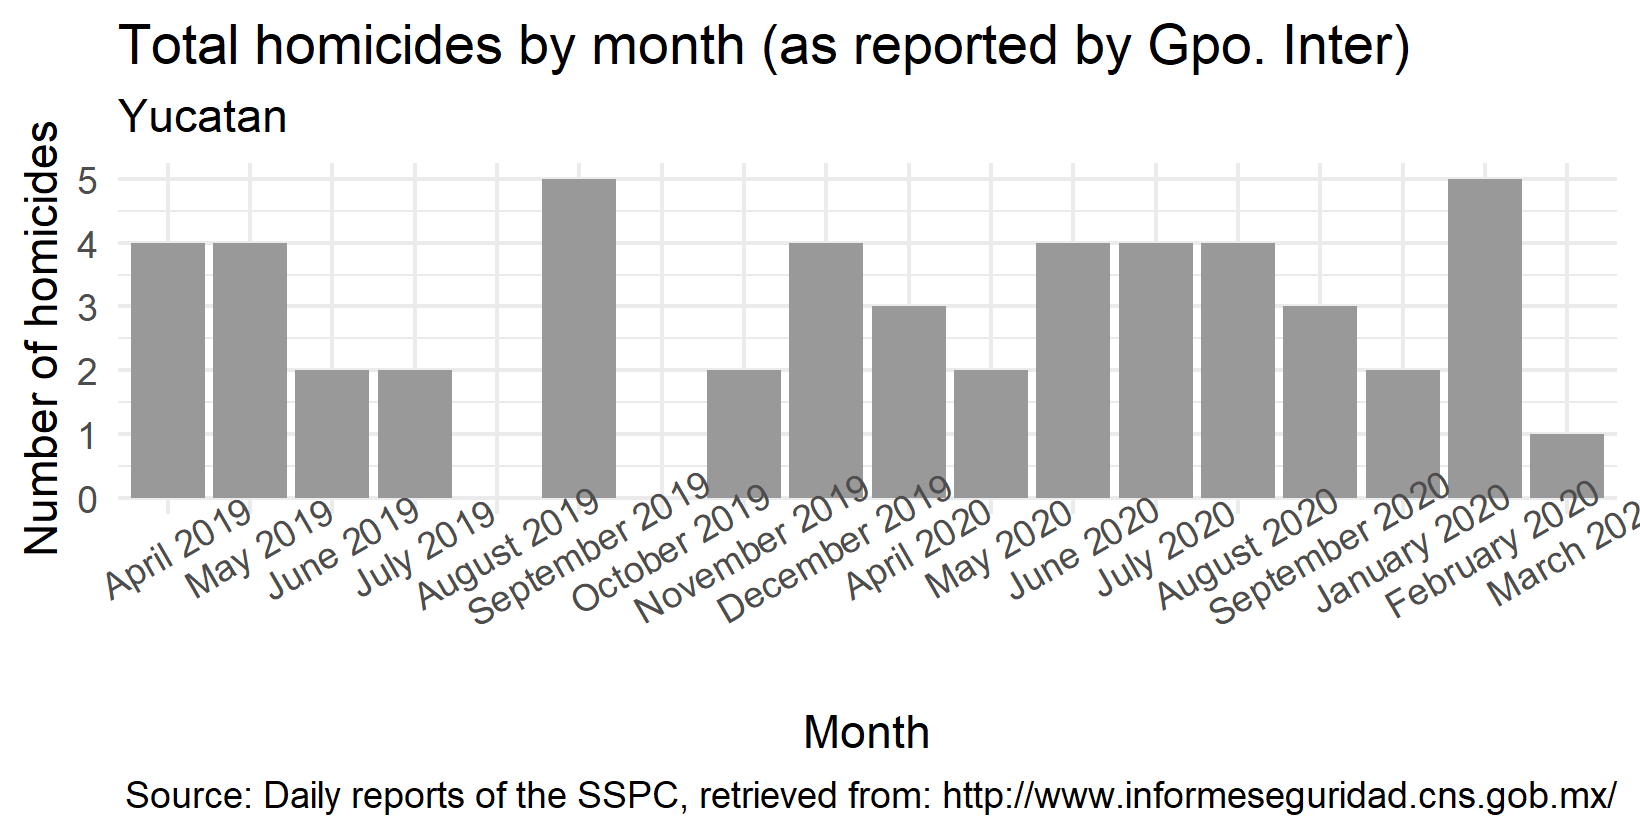 Total homicides by month (as reported by Gpo. Inter)
Yucatan
Number of homicides
5
4
3
2
1
0
April 2019
May 2019
June 2019
July 2019
August 2019
September 2019
October 2019
November 2019
December 2019
April 2020
May 2020
June 2020
July 2020
August 2020
September 2020
January 2020
February 2020
March 202
Month
Source: Daily reports of the SSPC, retrieved from: http://www.informeseguridad.cns.gob.mx/